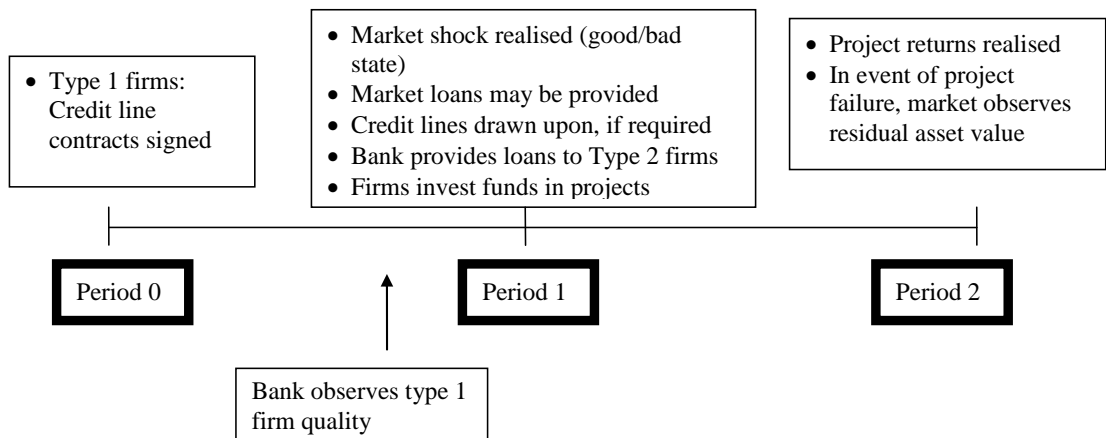 • Type 1 firms:
Credit line
contracts signed
• Market shock realised (good/bad
state)
• Market loans may be provided
• Credit lines drawn upon, if required
• Bank provides loans to Type 2 firms
• Firms invest funds in projects
• Project returns realised
• In event of project
failure, market observes
residual asset value
Period 0
Period 1
Period 2
Bank observes type 1
firm quality